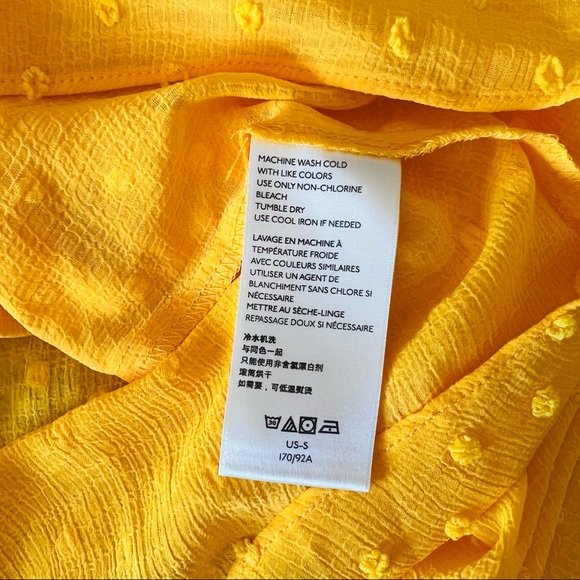 MACHINE WASH COLD
WITH LIKE COLORS
USE ONLY NON-CHLORINE
BLEACH
TUMBLE DRY
USE COOL IRON IF NEEDED
LAVAGE EN MACHINE À
TEMPÉRATURE FROIDE
AVEC COULEURS SIMILAIRES
UTILISER UN AGENT DE
BLANCHIMENT SANS CHLORE SI
NÉCESSAIRE
METTRE AU SÈCHE-LINGE
REPASSAGE DOUX SI NÉCESSAIRE
冷水机洗
与同色一起
只能使用非含氯漂白剂
滚筒烘干
如需要，可低温熨烫
30
US-S
170/92A